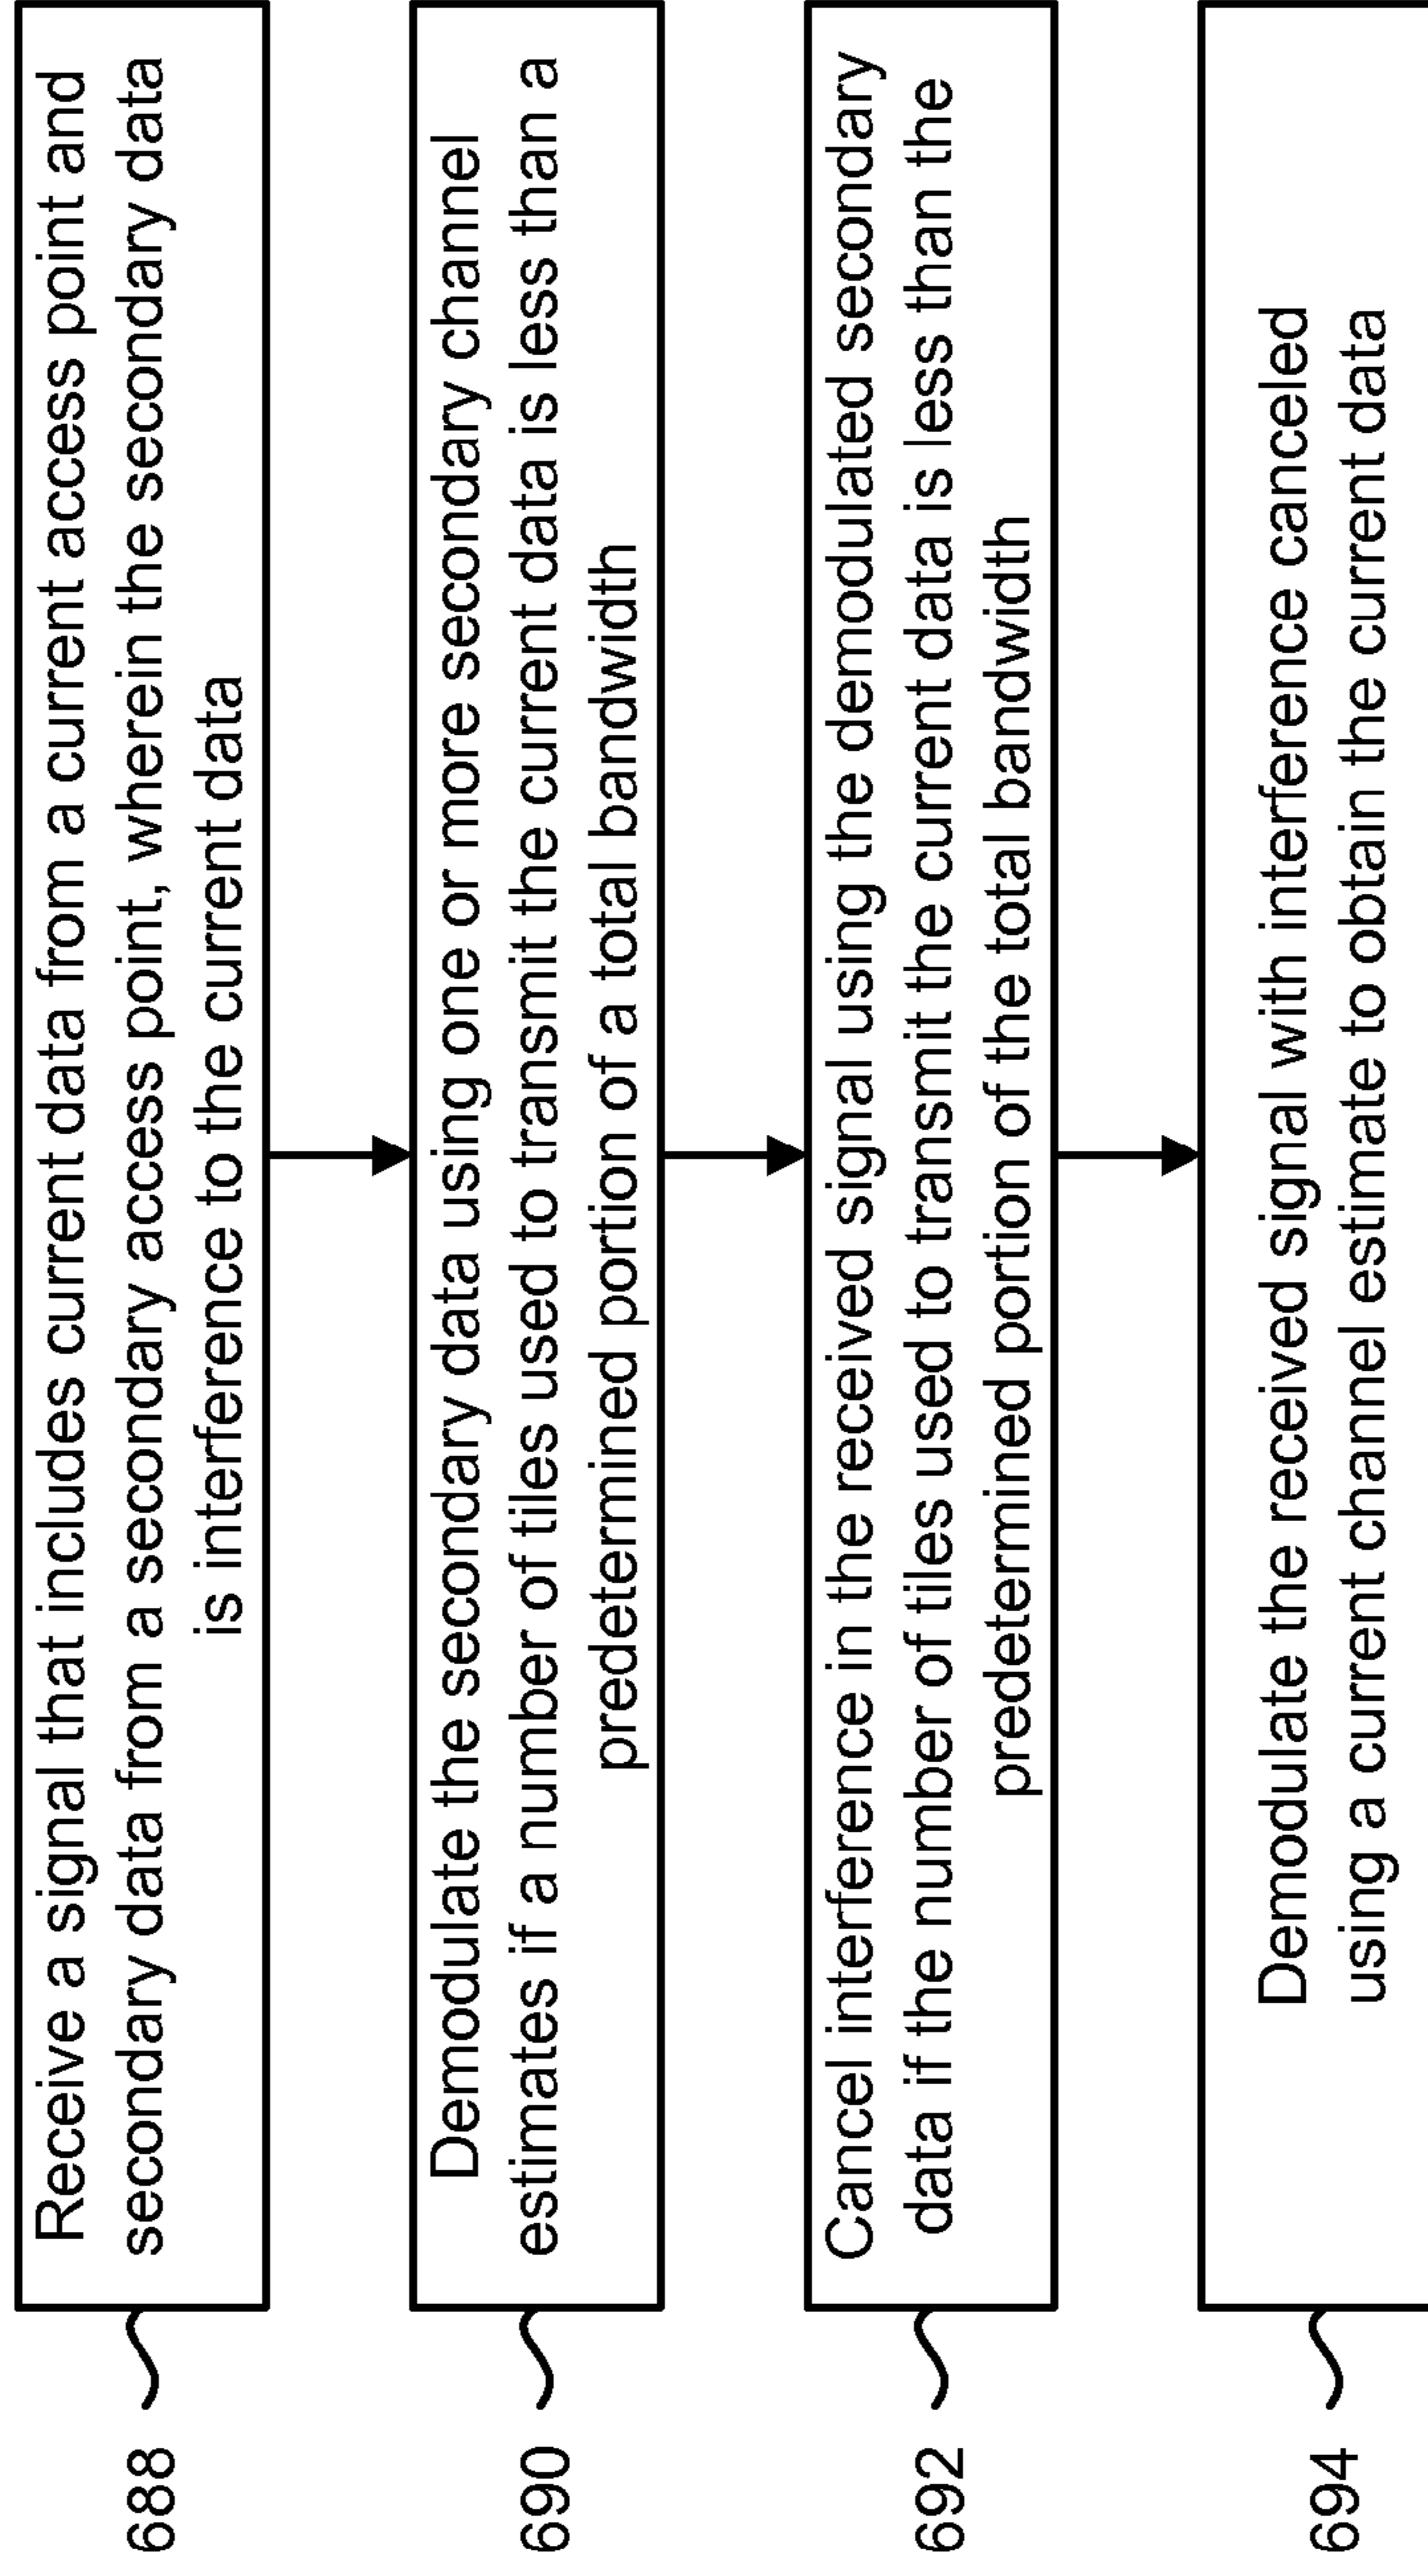 688
Receive a signal that includes current data from a current access point and
secondary data from a secondary access point, wherein the secondary data
is interference to the current data
690
Demodulate the secondary data using one or more secondary channel
estimates if a number of tiles used to transmit the current data is less than a
predetermined portion of a total bandwidth
692
Cancel interference in the received signal using the demodulated secondary
data if the number of tiles used to transmit the current data is less than the
predetermined portion of the total bandwidth
694
Demodulate the received signal with interference canceled
using a current channel estimate to obtain the current data